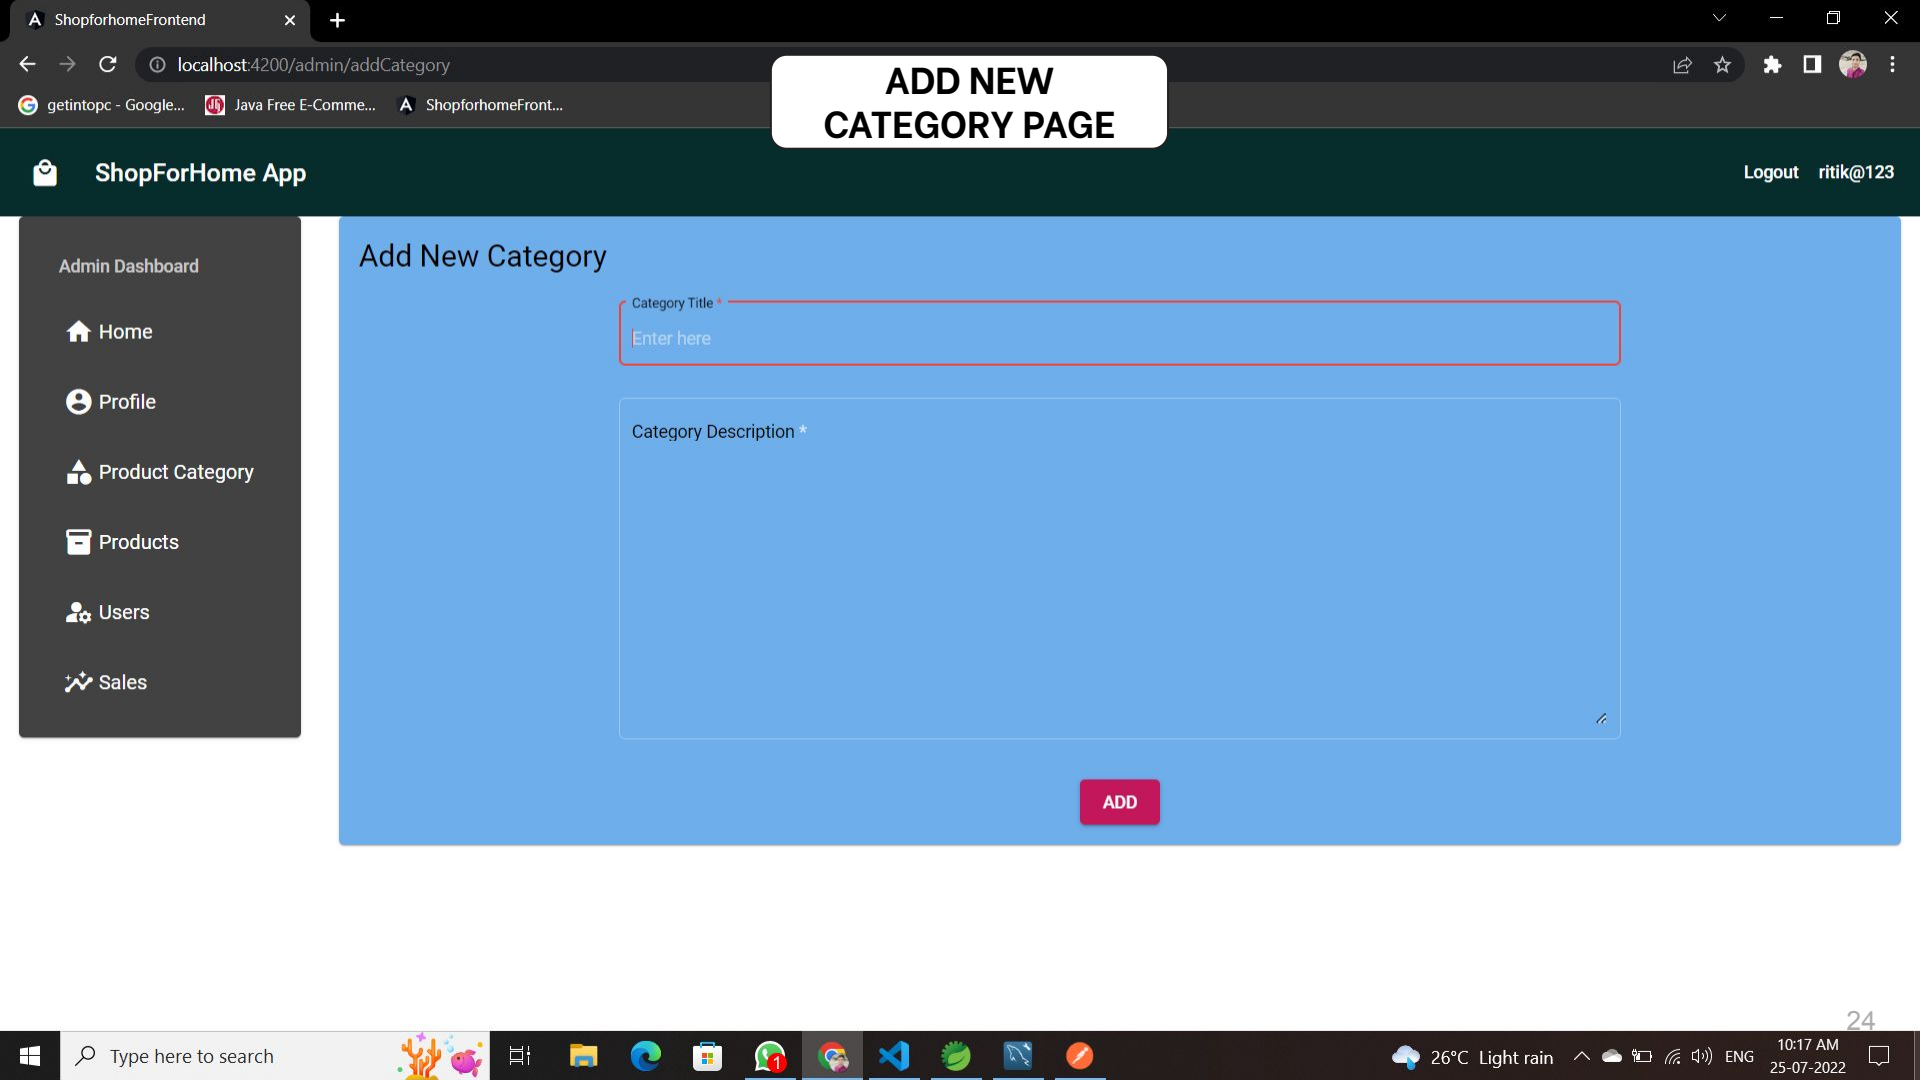 ShopforhomeFrontend
localhost:4200/admin/addCategory
getintopc - Google...
Java Free E-Comme...
ShopforhomeFront...
ADD NEW
CATEGORY PAGE
ShopForHome App
Logout
ritik@123
Admin Dashboard
Home
Profile
Product Category
Products
Users
Sales
Add New Category
Category Title *
Enter here
Category Description *
ADD
24
Type here to search
1
26°C Light rain
ENG
10:17 AM
25-07-2022